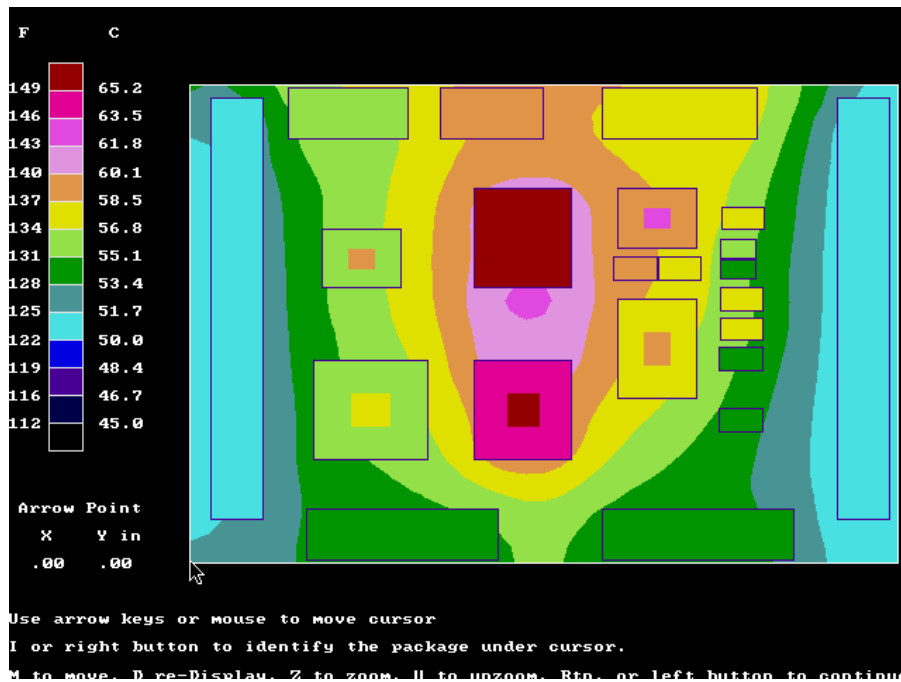 F C
149 65.2
146 63.5
143 61.8
140 60.1
137 58.5
134 56.8
131 55.1
128 53.4
125 51.7
122 50.0
119 48.4
116 46.7
112 45.0
Arrow Point
X Y in
.00 .00
Use arrow keys or mouse to move cursor
I or right button to identify the package under cursor.
M to move, D re-Display, Z to zoom, U to unzoom, Rtn. or left button to continu